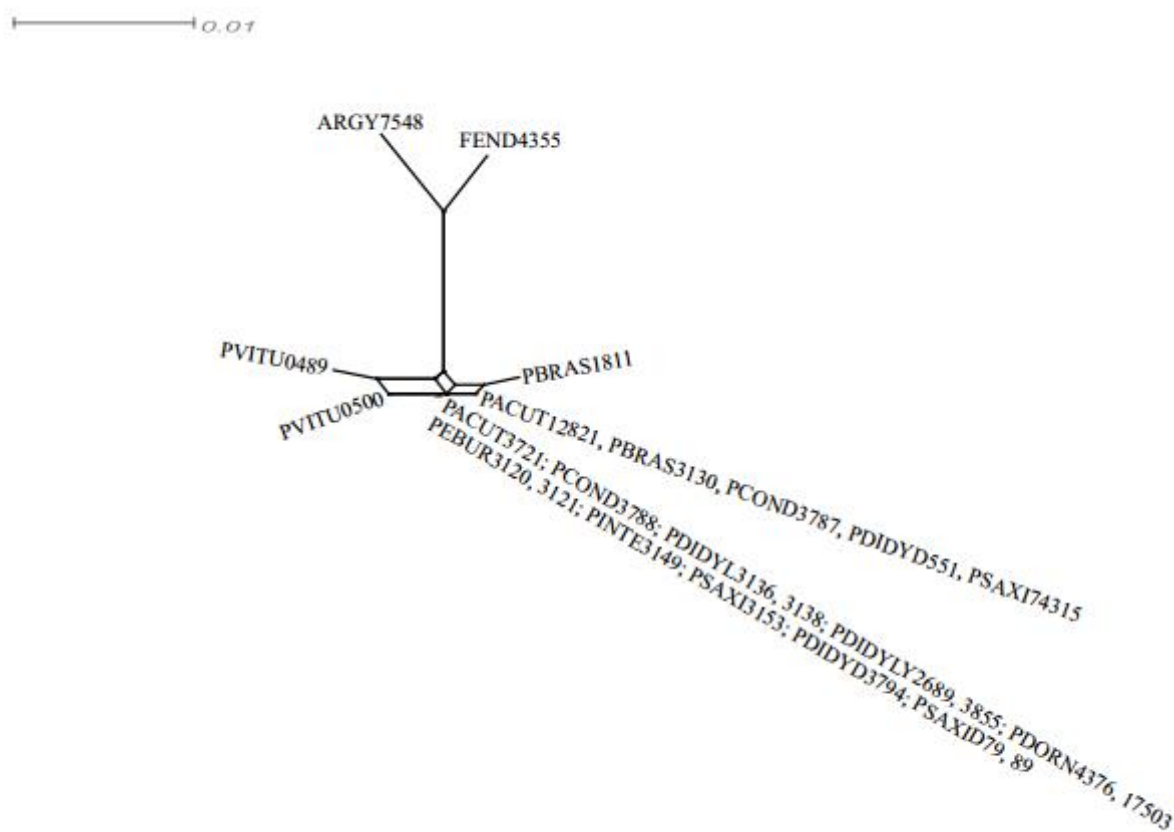 0.01
ARGY7548
FEND4355
PVITU0489
PBRAS1811
PVITU0500
PACUT12821, PBRAS3130, PCOND3787, PDIDYD551, PSAXI74315
PACUT3721; PCOND3788; PDIDYL3136, 3138; PDIDYLY2689, 3855; PDORN4376, 17503
PEBUR3120, 3121; PINTE3149; PSAXI3153; PDIDYD3794; PSAXID79, 89